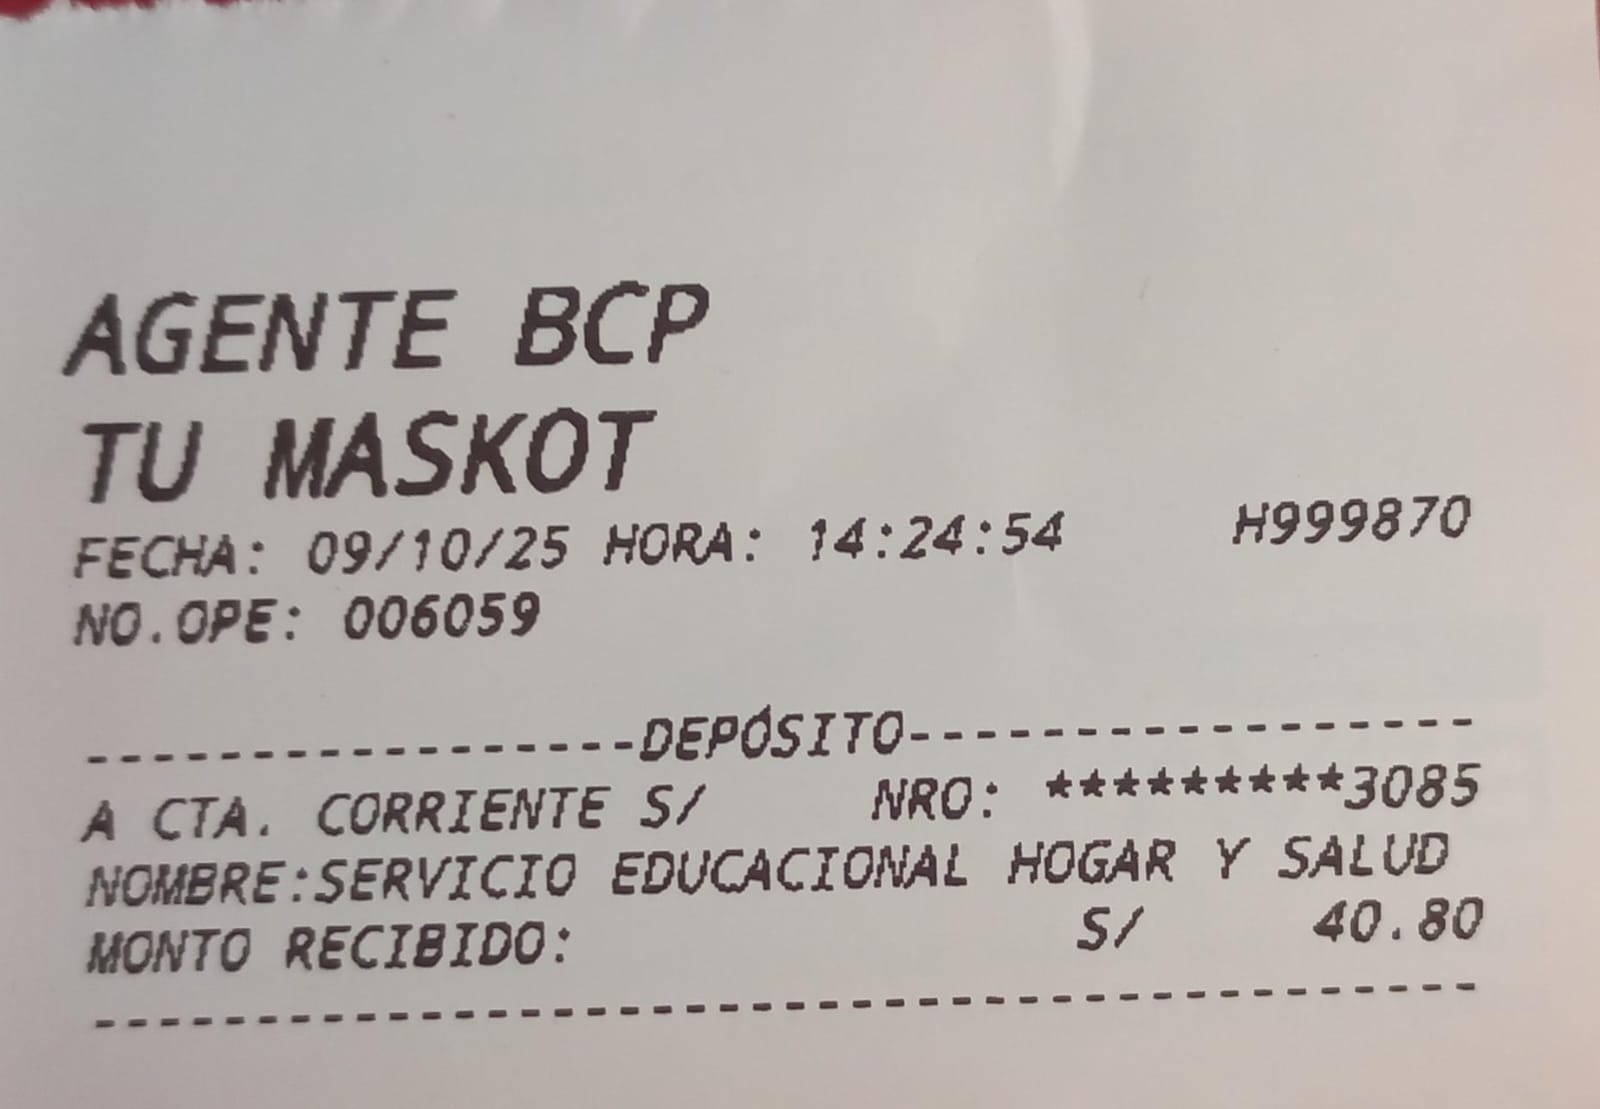 AGENTE BCP
TU MASKOT
FECHA: 09/10/25 HORA: 14:24:54 H999870
NO.OPE: 006059
-----------------DEPÓSITO-----------------
A CTA. CORRIENTE S/ NRO: *********3085
NOMBRE:SERVICIO EDUCACIONAL HOGAR Y SALUD
MONTO RECIBIDO: S/ 40.80
------------------------------------------